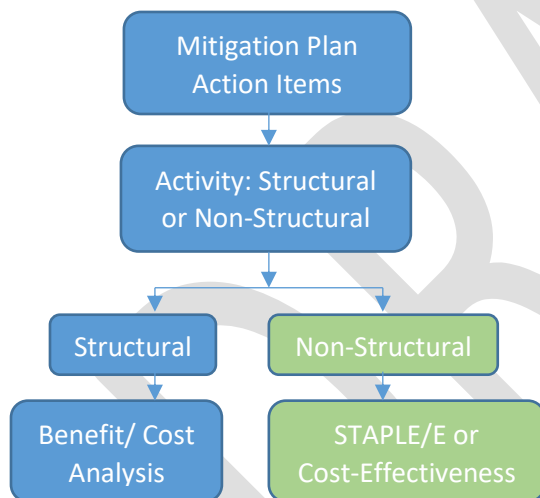 Mitigation Plan
Action Items
Activity: Structural
or Non-Structural
Structural
Non-Structural
Benefit/ Cost
Analysis
STAPLE/E or
Cost-Effectiveness